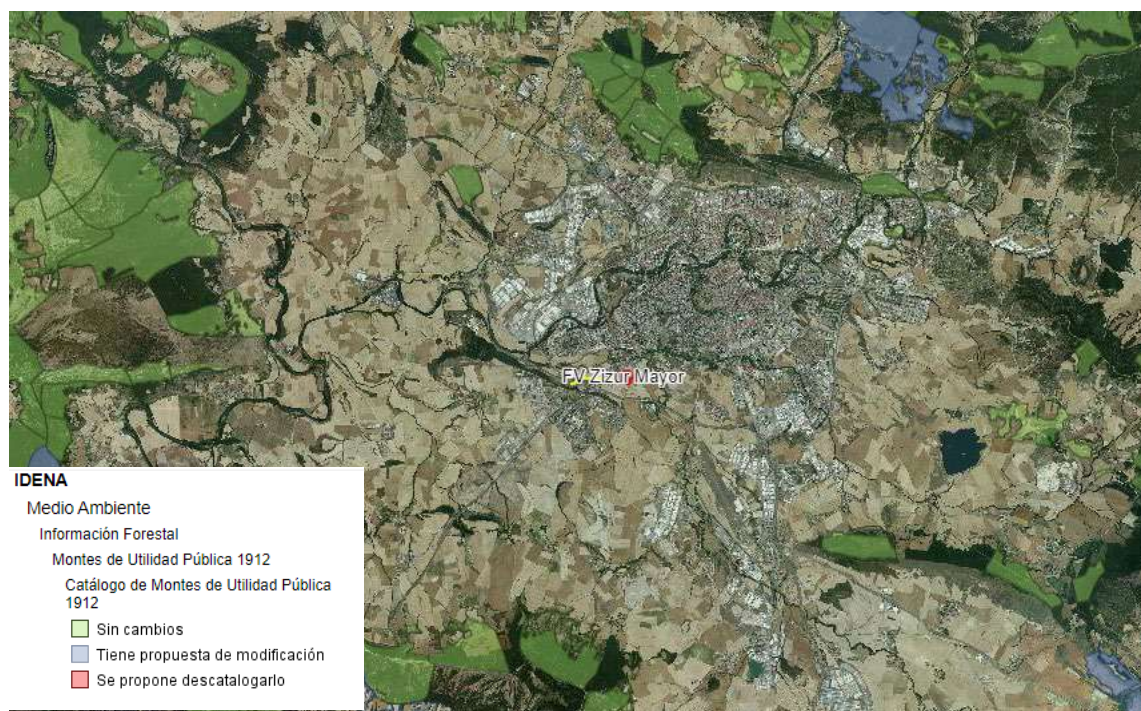 FV Zizur Mayor
IDENA
Medio Ambiente
Información Forestal
Montes de Utilidad Pública 1912
Catálogo de Montes de Utilidad Pública
1912
Sin cambios
Tiene propuesta de modificación
Se propone descatalogarlo